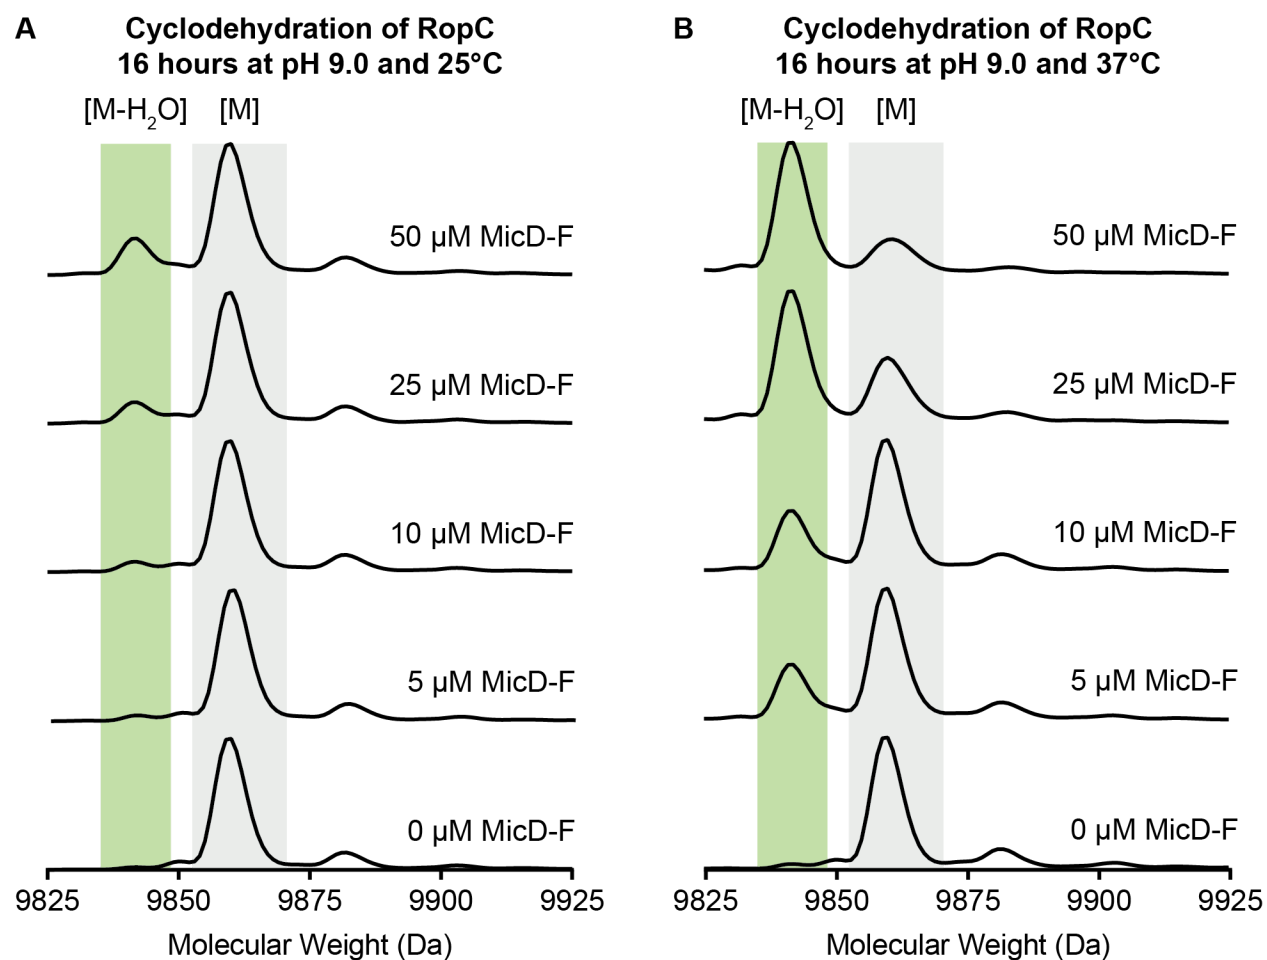 A
Cyclodehydration of RopC
16 hours at pH 9.0 and 25°C
[M-H₂O] [M]
50 µM MicD-F
25 µM MicD-F
10 µM MicD-F
5 µM MicD-F
0 µM MicD-F
9825 9850 9875 9900 9925
Molecular Weight (Da)
B
Cyclodehydration of RopC
16 hours at pH 9.0 and 37°C
[M-H₂O] [M]
50 µM MicD-F
25 µM MicD-F
10 µM MicD-F
5 µM MicD-F
0 µM MicD-F
9825 9850 9875 9900 9925
Molecular Weight (Da)